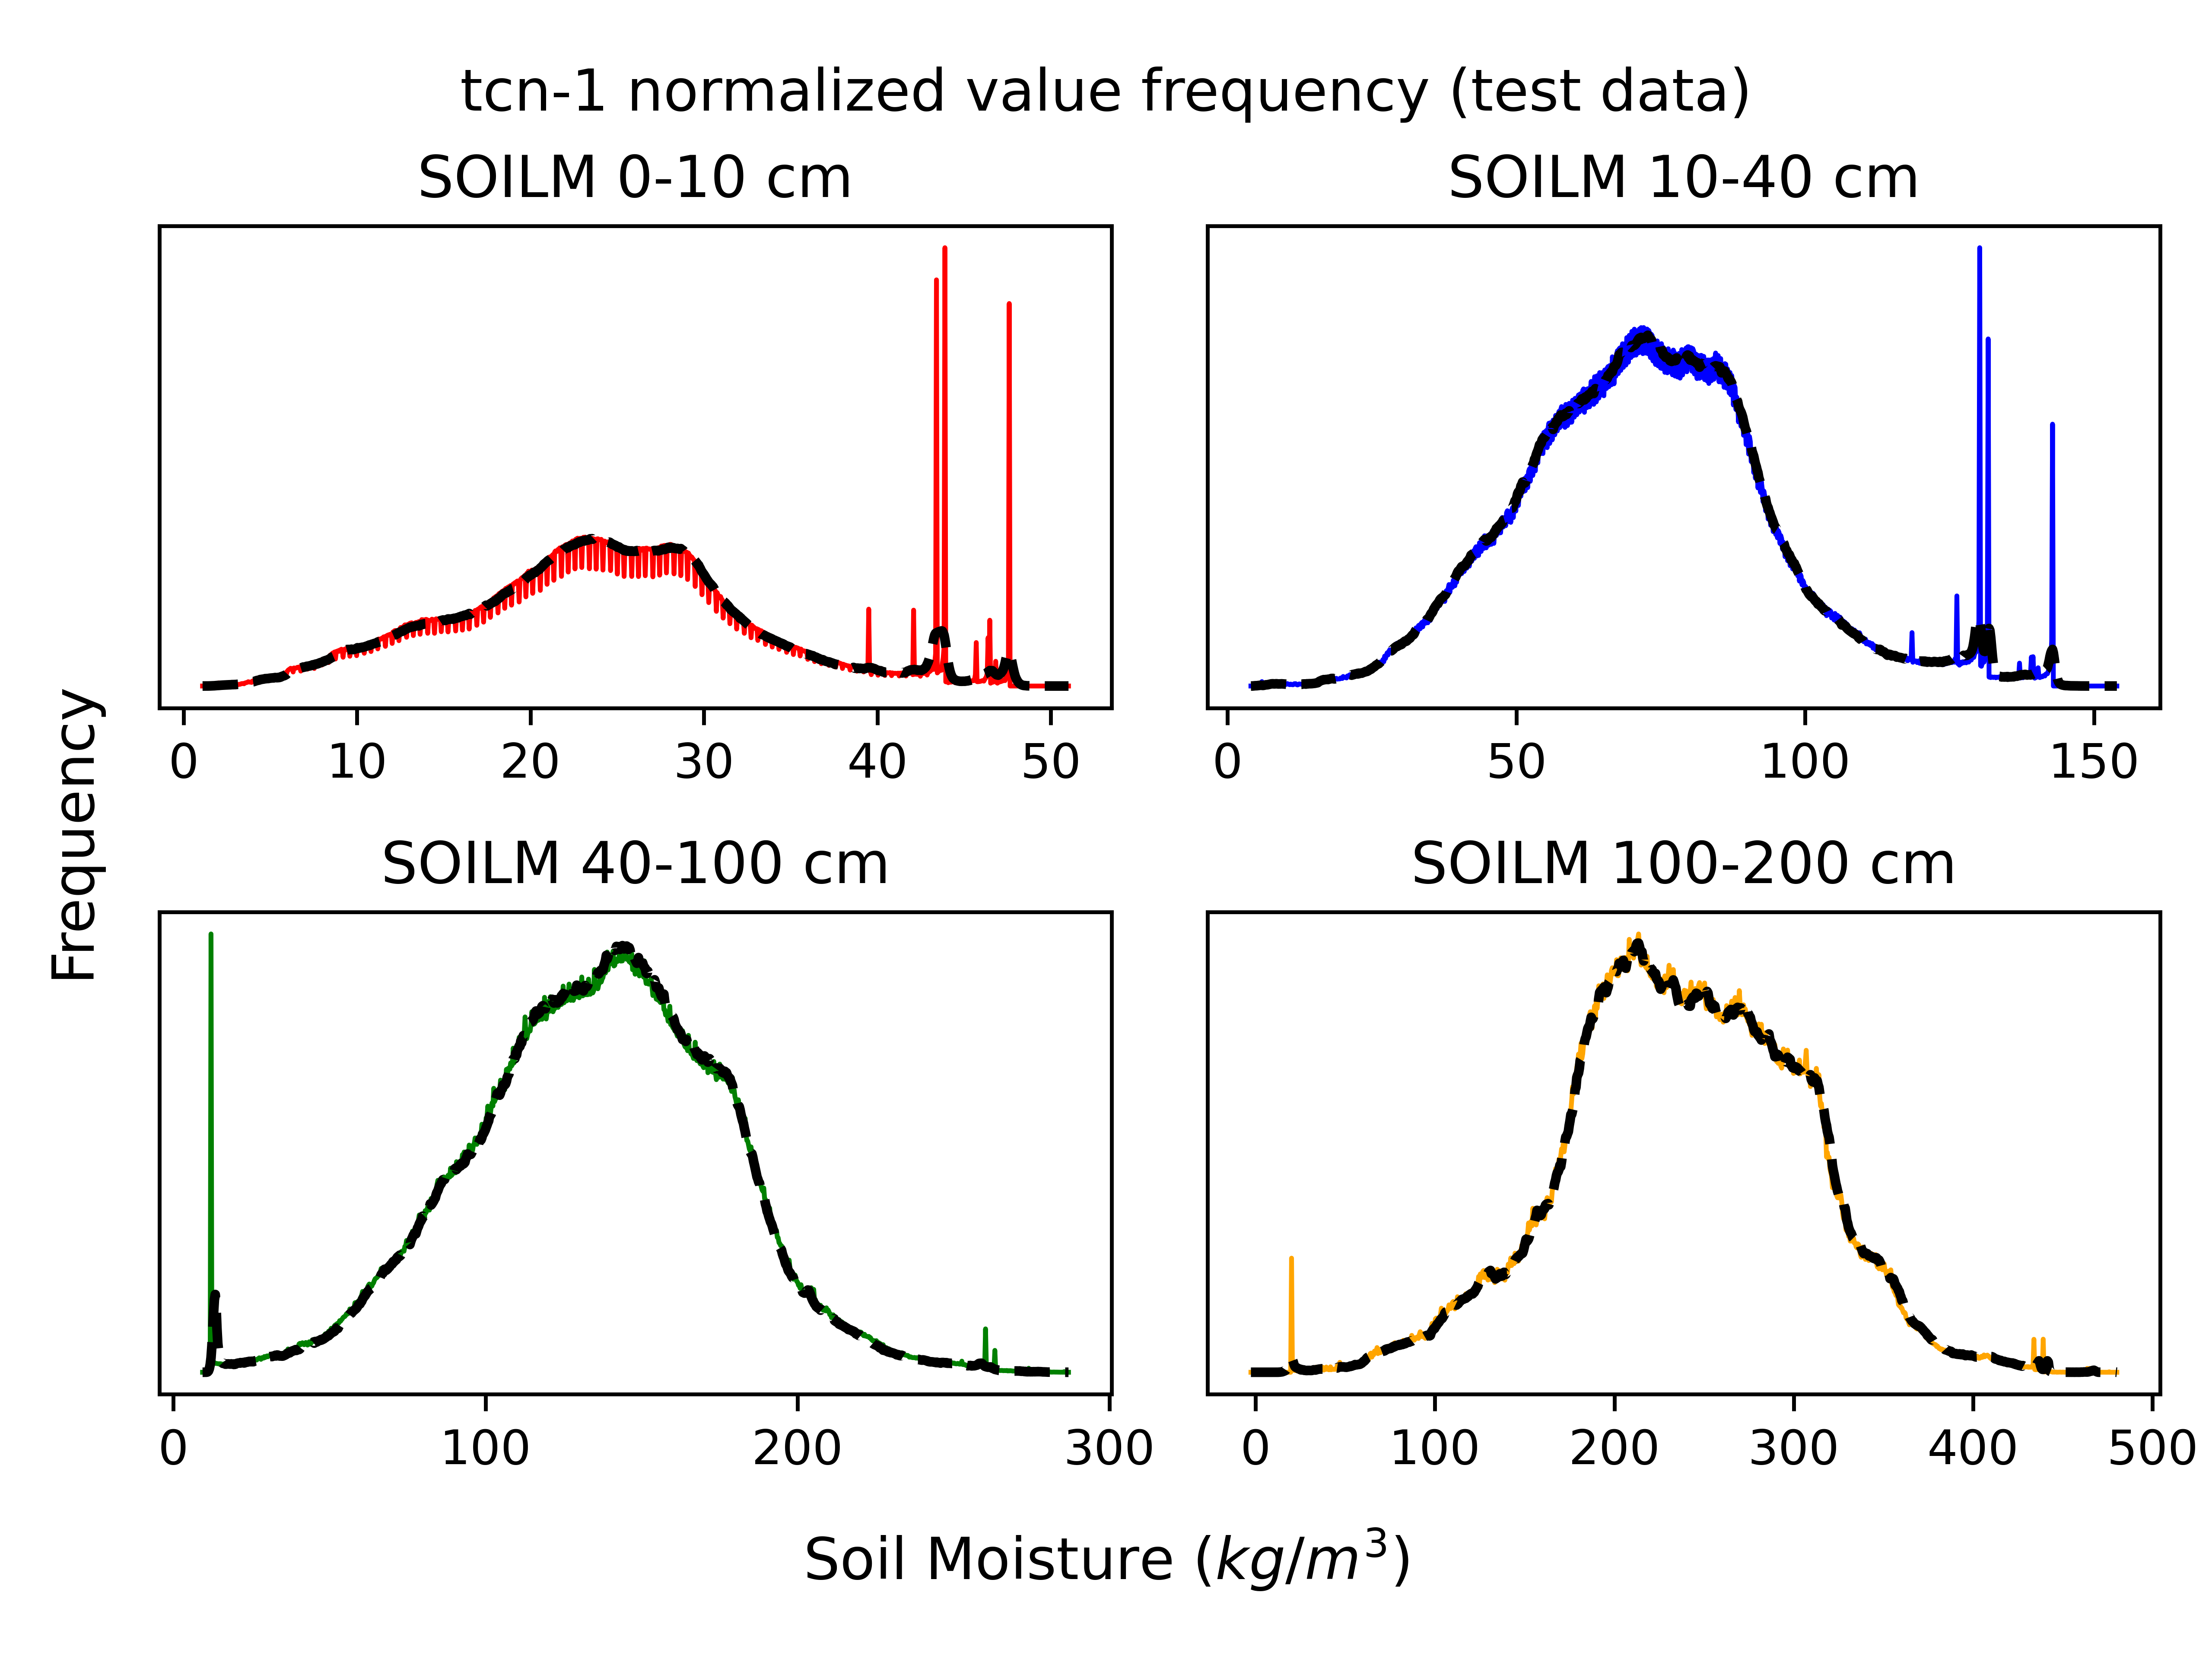 tcn-1 normalized value frequency (test data)
SOILM 0-10 cm
SOILM 10-40 cm
0 10 20 30 40 50
0 50 100 150
Frequency
SOILM 40-100 cm
SOILM 100-200 cm
0 100 200 300
0 100 200 300 400 500
Soil Moisture (kg/m³)